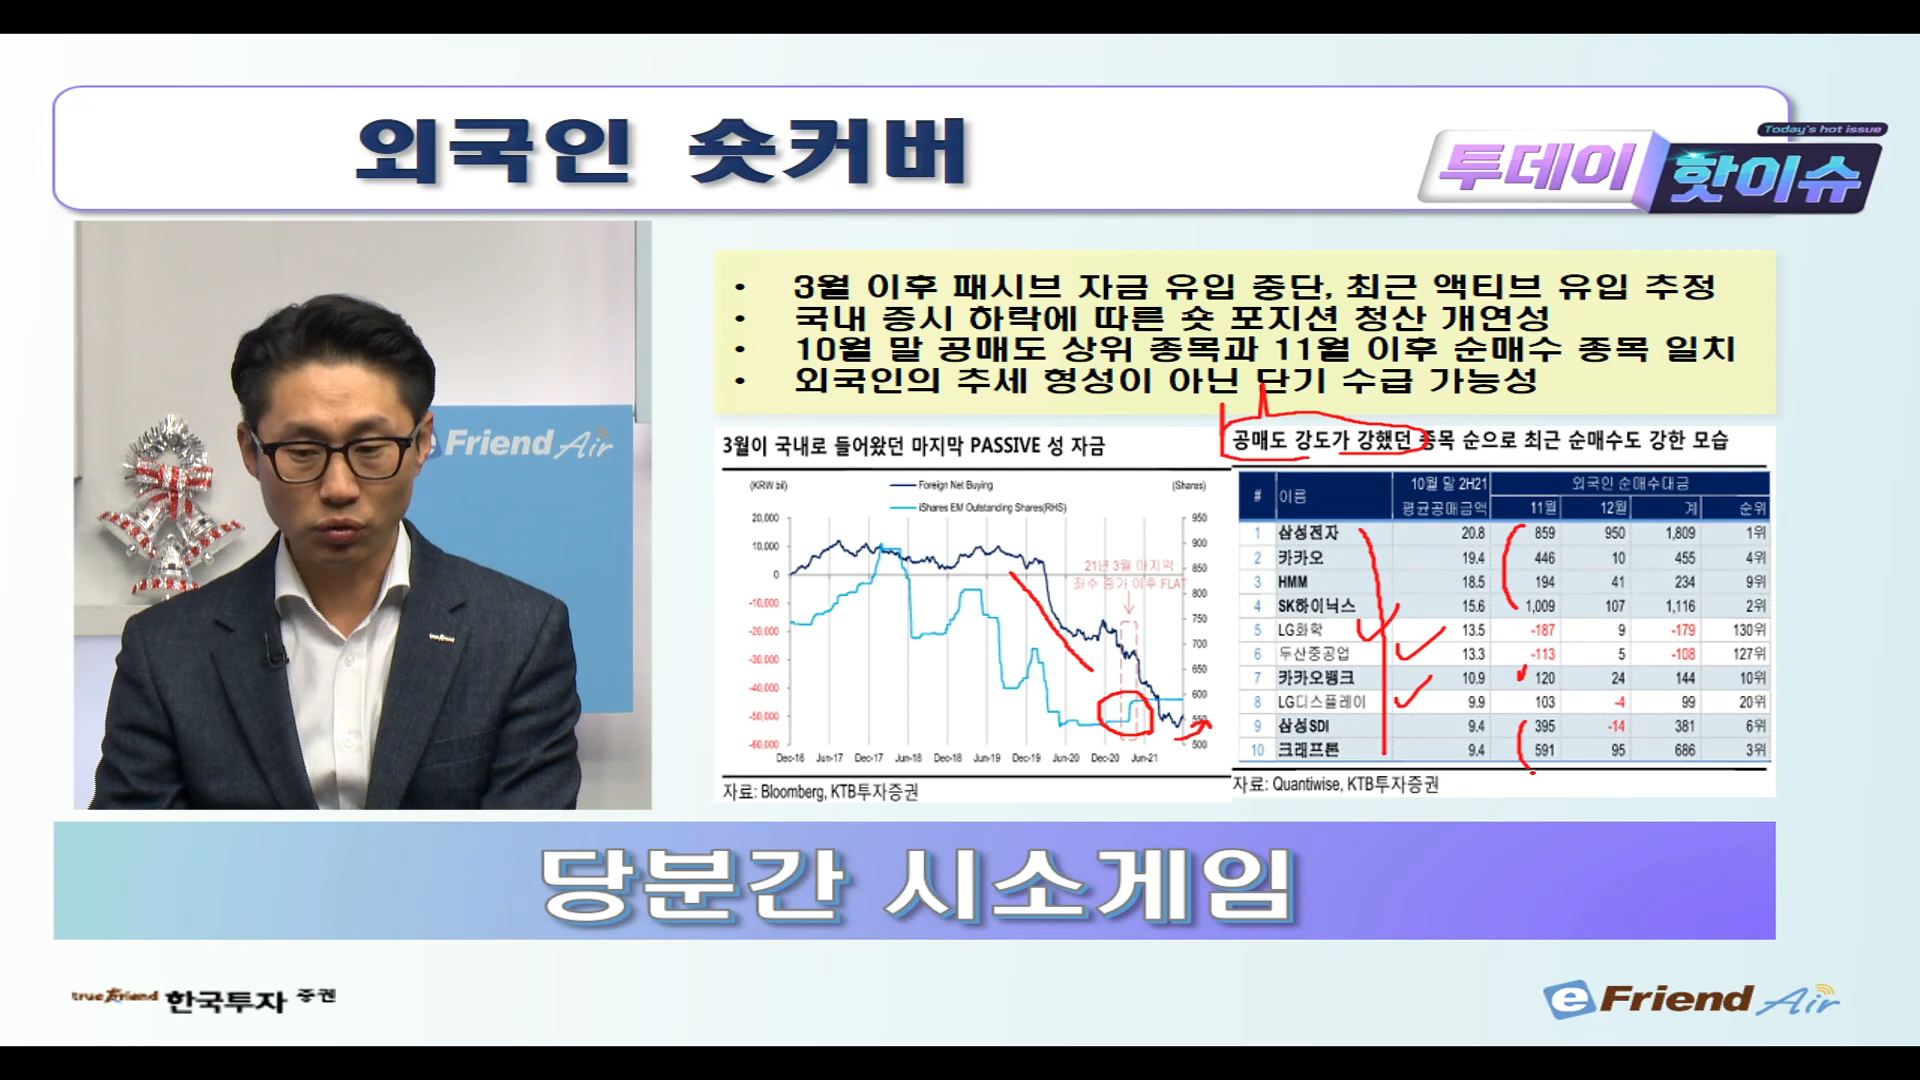 외국인 숏커버
Today's hot issue
투데이 핫이슈
• 3월 이후 패시브 자금 유입 중단, 최근 액티브 유입 추정
• 국내 증시 하락에 따른 숏 포지션 청산 개연성
• 10월 말 공매도 상위 종목과 11월 이후 순매수 종목 일치
• 외국인의 추세 형성이 아닌 단기 수급 가능성
eFriend Air
3월이 국내로 들어왔던 마지막 PASSIVE 성 자금
(KRW bil) Foreign Net Buying (Shares)
iShares EM Outstanding Shares(RHS)
20,000 950
10,000 900
0 850
-10,000 800
-20,000 750
-30,000 700
-40,000 650
-50,000 600
-60,000 550
500
21년 3월 마지막
좌수 증가 이후 FLAT
Dec-16 Jun-17 Dec-17 Jun-18 Dec-18 Jun-19 Dec-19 Jun-20 Dec-20 Jun-21
자료: Bloomberg, KTB투자증권
공매도 강도가 강했던 종목 순으로 최근 순매수도 강한 모습
# 이름 10월 말 2H21 외국인 순매수대금
평균공매금액 11월 12월 계 순위
1 삼성전자 20.8 859 950 1,809 1위
2 카카오 19.4 446 10 455 4위
3 HMM 18.5 194 41 234 9위
4 SK하이닉스 15.6 1,009 107 1,116 2위
5 LG화학 13.5 -187 9 -179 130위
6 두산중공업 13.3 -113 5 -108 127위
7 카카오뱅크 10.9 120 24 144 10위
8 LG디스플레이 9.9 103 -4 99 20위
9 삼성SDI 9.4 395 -14 381 6위
10 크래프톤 9.4 591 95 686 3위
자료: Quantiwise, KTB투자증권
당분간 시소게임
true friend 한국투자 증권
eFriend Air